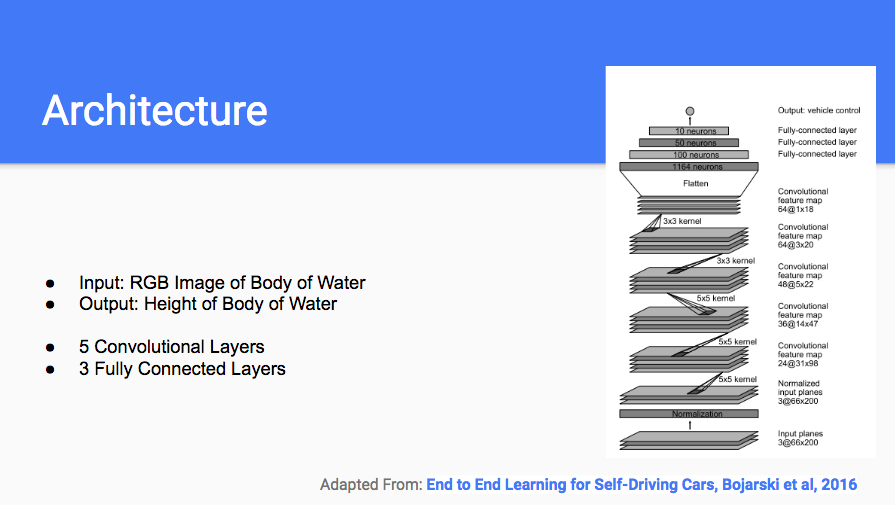 Architecture
● Input: RGB Image of Body of Water
● Output: Height of Body of Water
● 5 Convolutional Layers
● 3 Fully Connected Layers
Output: vehicle control
10 neurons
Fully-connected layer
50 neurons
Fully-connected layer
100 neurons
Fully-connected layer
1164 neurons
Flatten
Convolutional
feature map
64@1x18
3x3 kernel
Convolutional
feature map
64@3x20
3x3 kernel
Convolutional
feature map
48@5x22
5x5 kernel
Convolutional
feature map
36@14x47
5x5 kernel
Convolutional
feature map
24@31x98
5x5 kernel
Normalized
input planes
3@66x200
Normalization
Input planes
3@66x200
Adapted From: End to End Learning for Self-Driving Cars, Bojarski et al, 2016